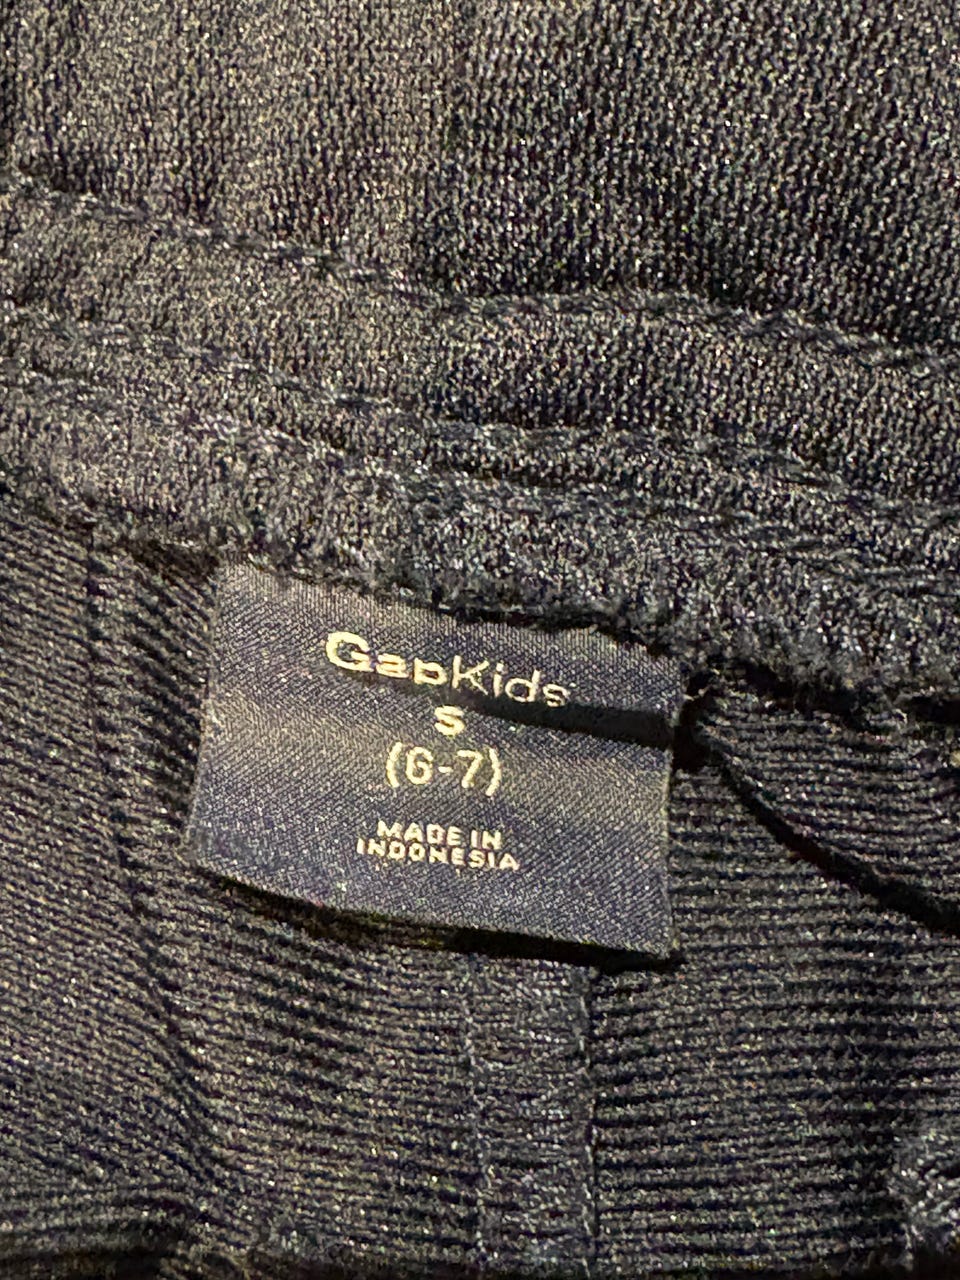 GapKids
S
(6-7)
MADE IN
INDONESIA